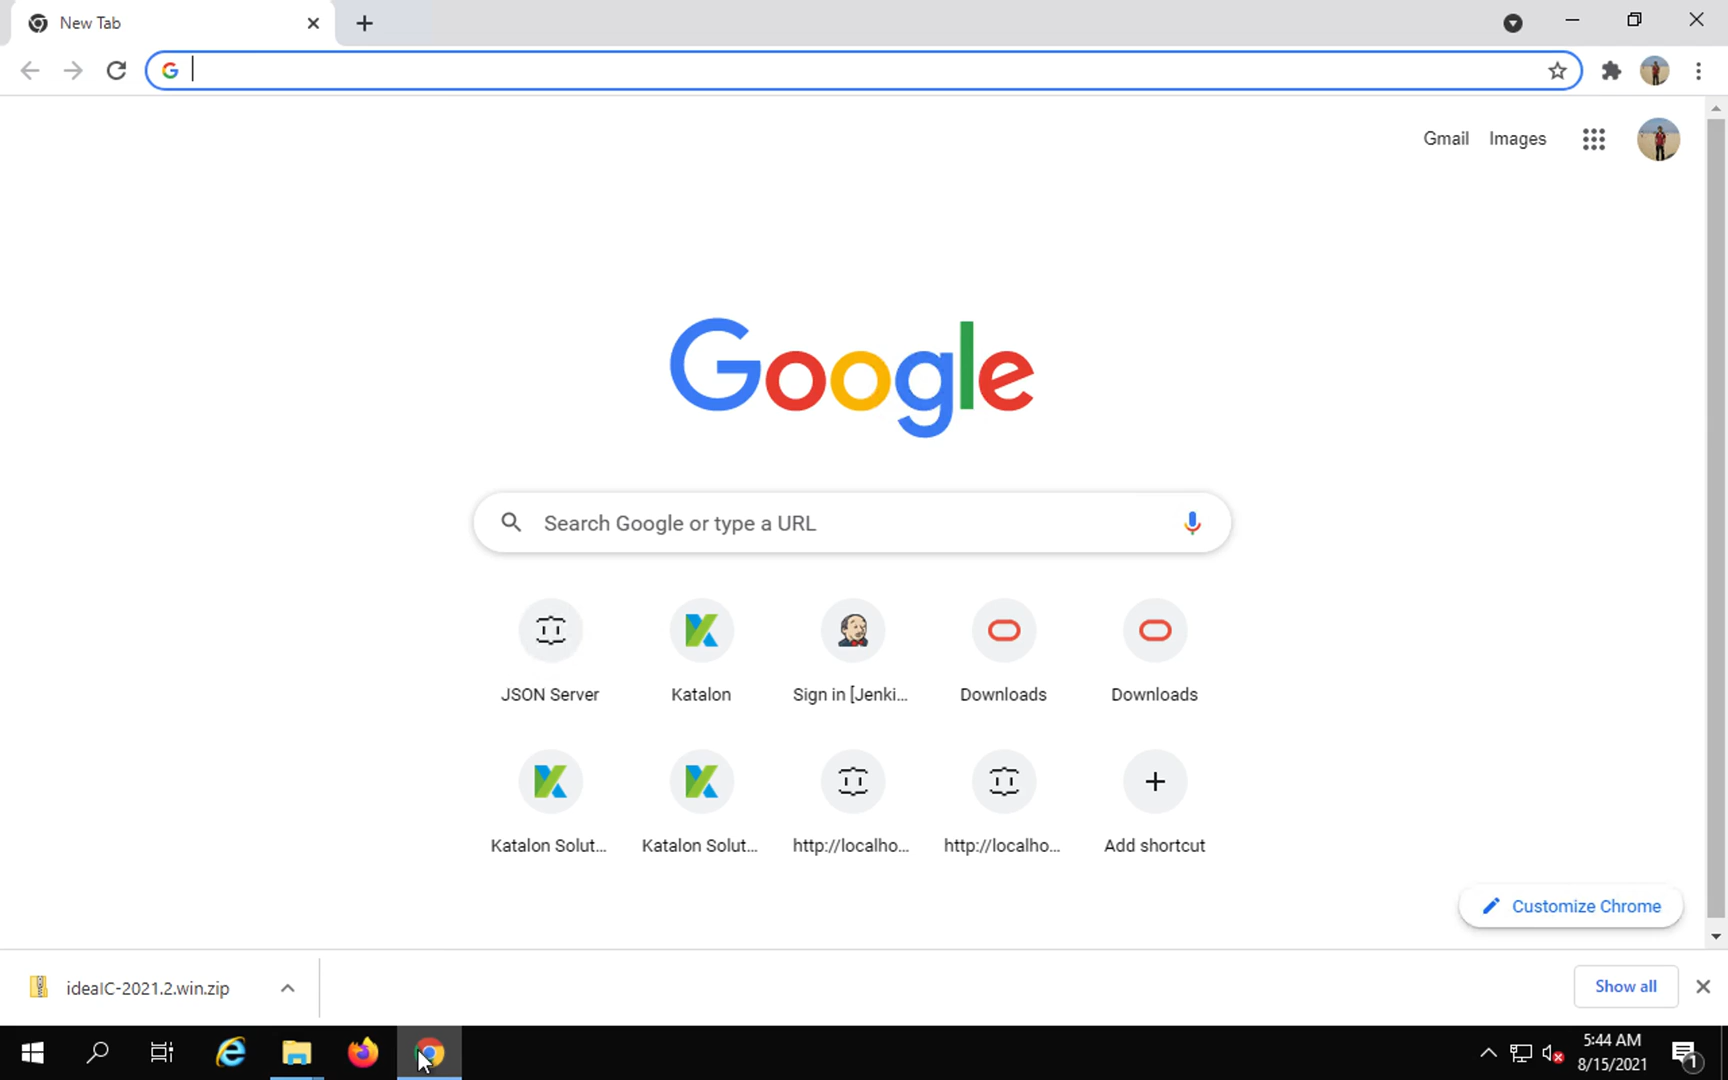 New Tab
Gmail Images
Google
Search Google or type a URL
JSON Server Katalon Sign in [Jenki... Downloads Downloads
Katalon Solut... Katalon Solut... http://localho... http://localho... Add shortcut
Customize Chrome
ideaIC-2021.2.win.zip Show all
5:44 AM
8/15/2021
1